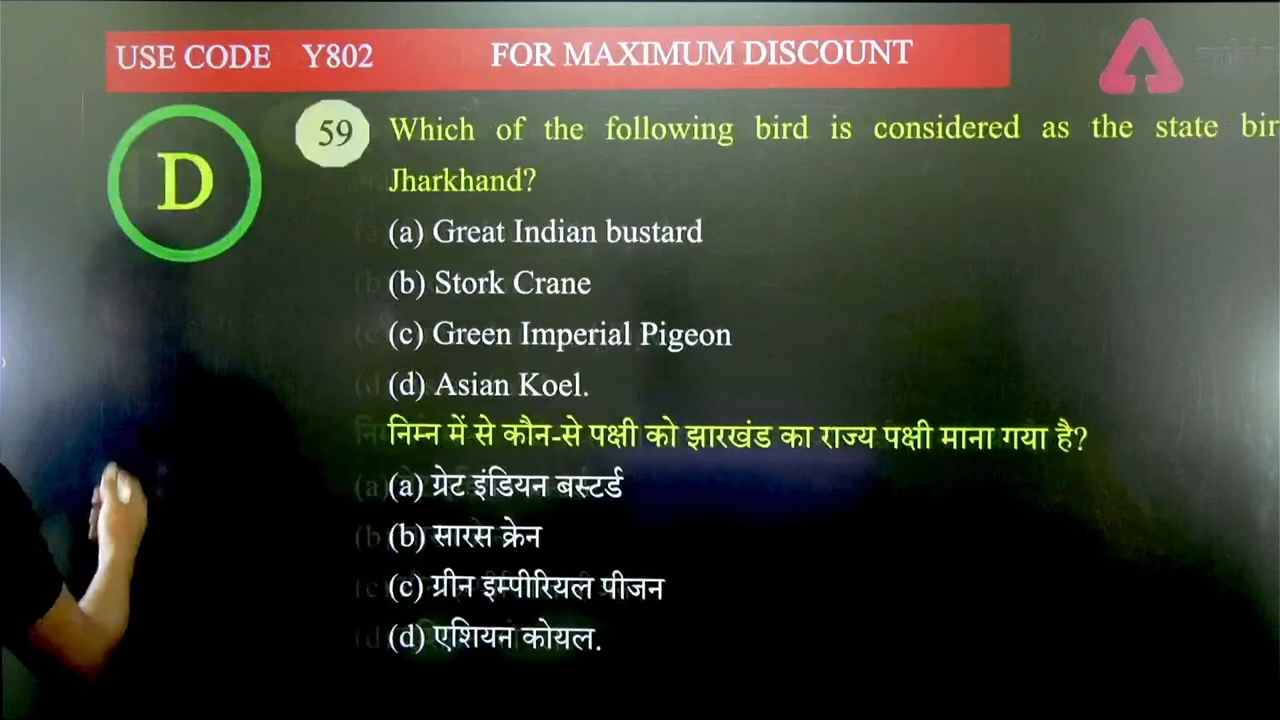 USE CODE Y802 FOR MAXIMUM DISCOUNT
D
59 Which of the following bird is considered as the state bir
Jharkhand?
(a) Great Indian bustard
(b) Stork Crane
(c) Green Imperial Pigeon
(d) Asian Koel.
निम्न में से कौन-से पक्षी को झारखंड का राज्य पक्षी माना गया है?
(a) ग्रेट इंडियन बस्टर्ड
(b) सारस क्रेन
(c) ग्रीन इम्पीरियल पीजन
(d) एशियन कोयल.